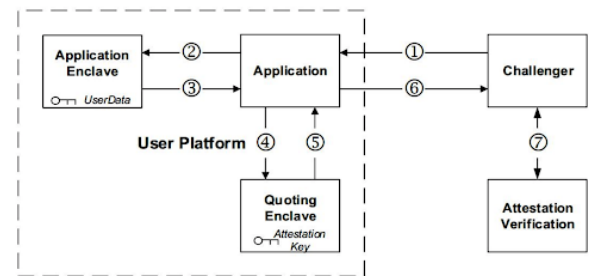 Application
Enclave
UserData
②
③
Application
①
⑥
Challenger
User Platform
④
⑤
⑦
Quoting
Enclave
Attestation
Key
Attestation
Verification